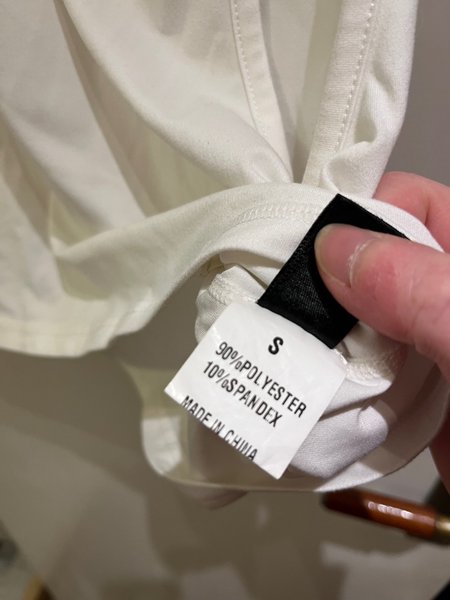 S
90%POLYESTER
10%SPANDEX
MADE IN CHINA